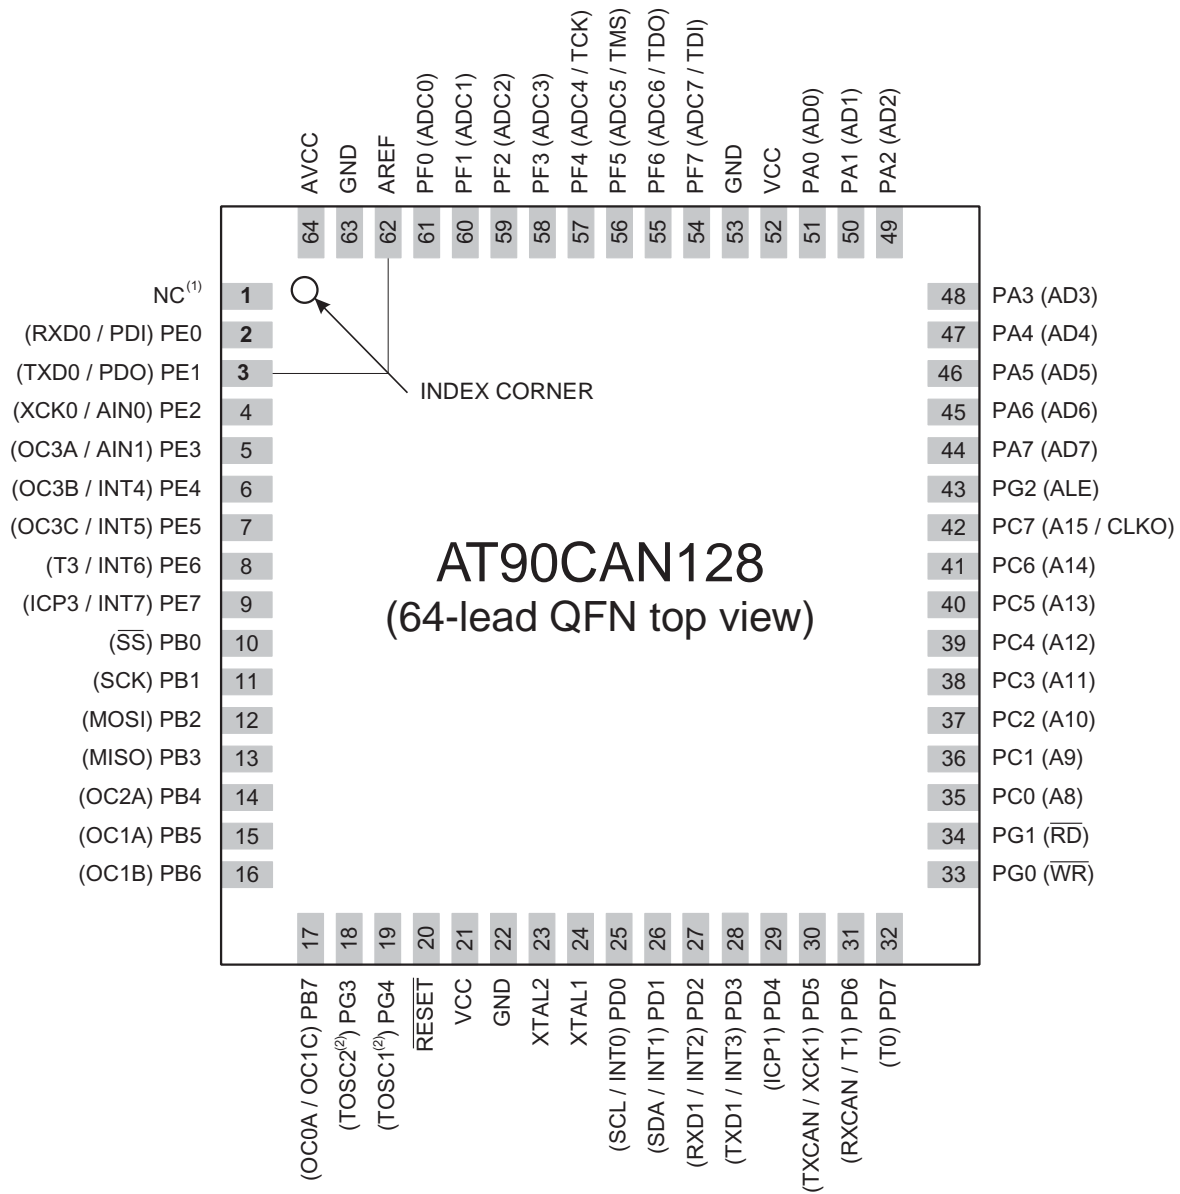 AVCC
GND
AREF
PF0 (ADC0)
PF1 (ADC1)
PF2 (ADC2)
PF3 (ADC3)
PF4 (ADC4 / TCK)
PF5 (ADC5 / TMS)
PF6 (ADC6 / TDO)
PF7 (ADC7 / TDI)
GND
VCC
PA0 (AD0)
PA1 (AD1)
PA2 (AD2)
64 63 62 61 60 59 58 57 56 55 54 53 52 51 50 49
NC(1) 1
(RXD0 / PDI) PE0 2
(TXD0 / PDO) PE1 3
(XCK0 / AIN0) PE2 4
(OC3A / AIN1) PE3 5
(OC3B / INT4) PE4 6
(OC3C / INT5) PE5 7
(T3 / INT6) PE6 8
(ICP3 / INT7) PE7 9
(SS) PB0 10
(SCK) PB1 11
(MOSI) PB2 12
(MISO) PB3 13
(OC2A) PB4 14
(OC1A) PB5 15
(OC1B) PB6 16
INDEX CORNER
AT90CAN128
(64-lead QFN top view)
48 PA3 (AD3)
47 PA4 (AD4)
46 PA5 (AD5)
45 PA6 (AD6)
44 PA7 (AD7)
43 PG2 (ALE)
42 PC7 (A15 / CLKO)
41 PC6 (A14)
40 PC5 (A13)
39 PC4 (A12)
38 PC3 (A11)
37 PC2 (A10)
36 PC1 (A9)
35 PC0 (A8)
34 PG1 (RD)
33 PG0 (WR)
17 18 19 20 21 22 23 24 25 26 27 28 29 30 31 32
(OC0A / OC1C) PB7
(TOSC2(2)) PG3
(TOSC1(2)) PG4
RESET
VCC
GND
XTAL2
XTAL1
(SCL / INT0) PD0
(SDA / INT1) PD1
(RXD1 / INT2) PD2
(TXD1 / INT3) PD3
(ICP1) PD4
(TXCAN / XCK1) PD5
(RXCAN / T1) PD6
(T0) PD7